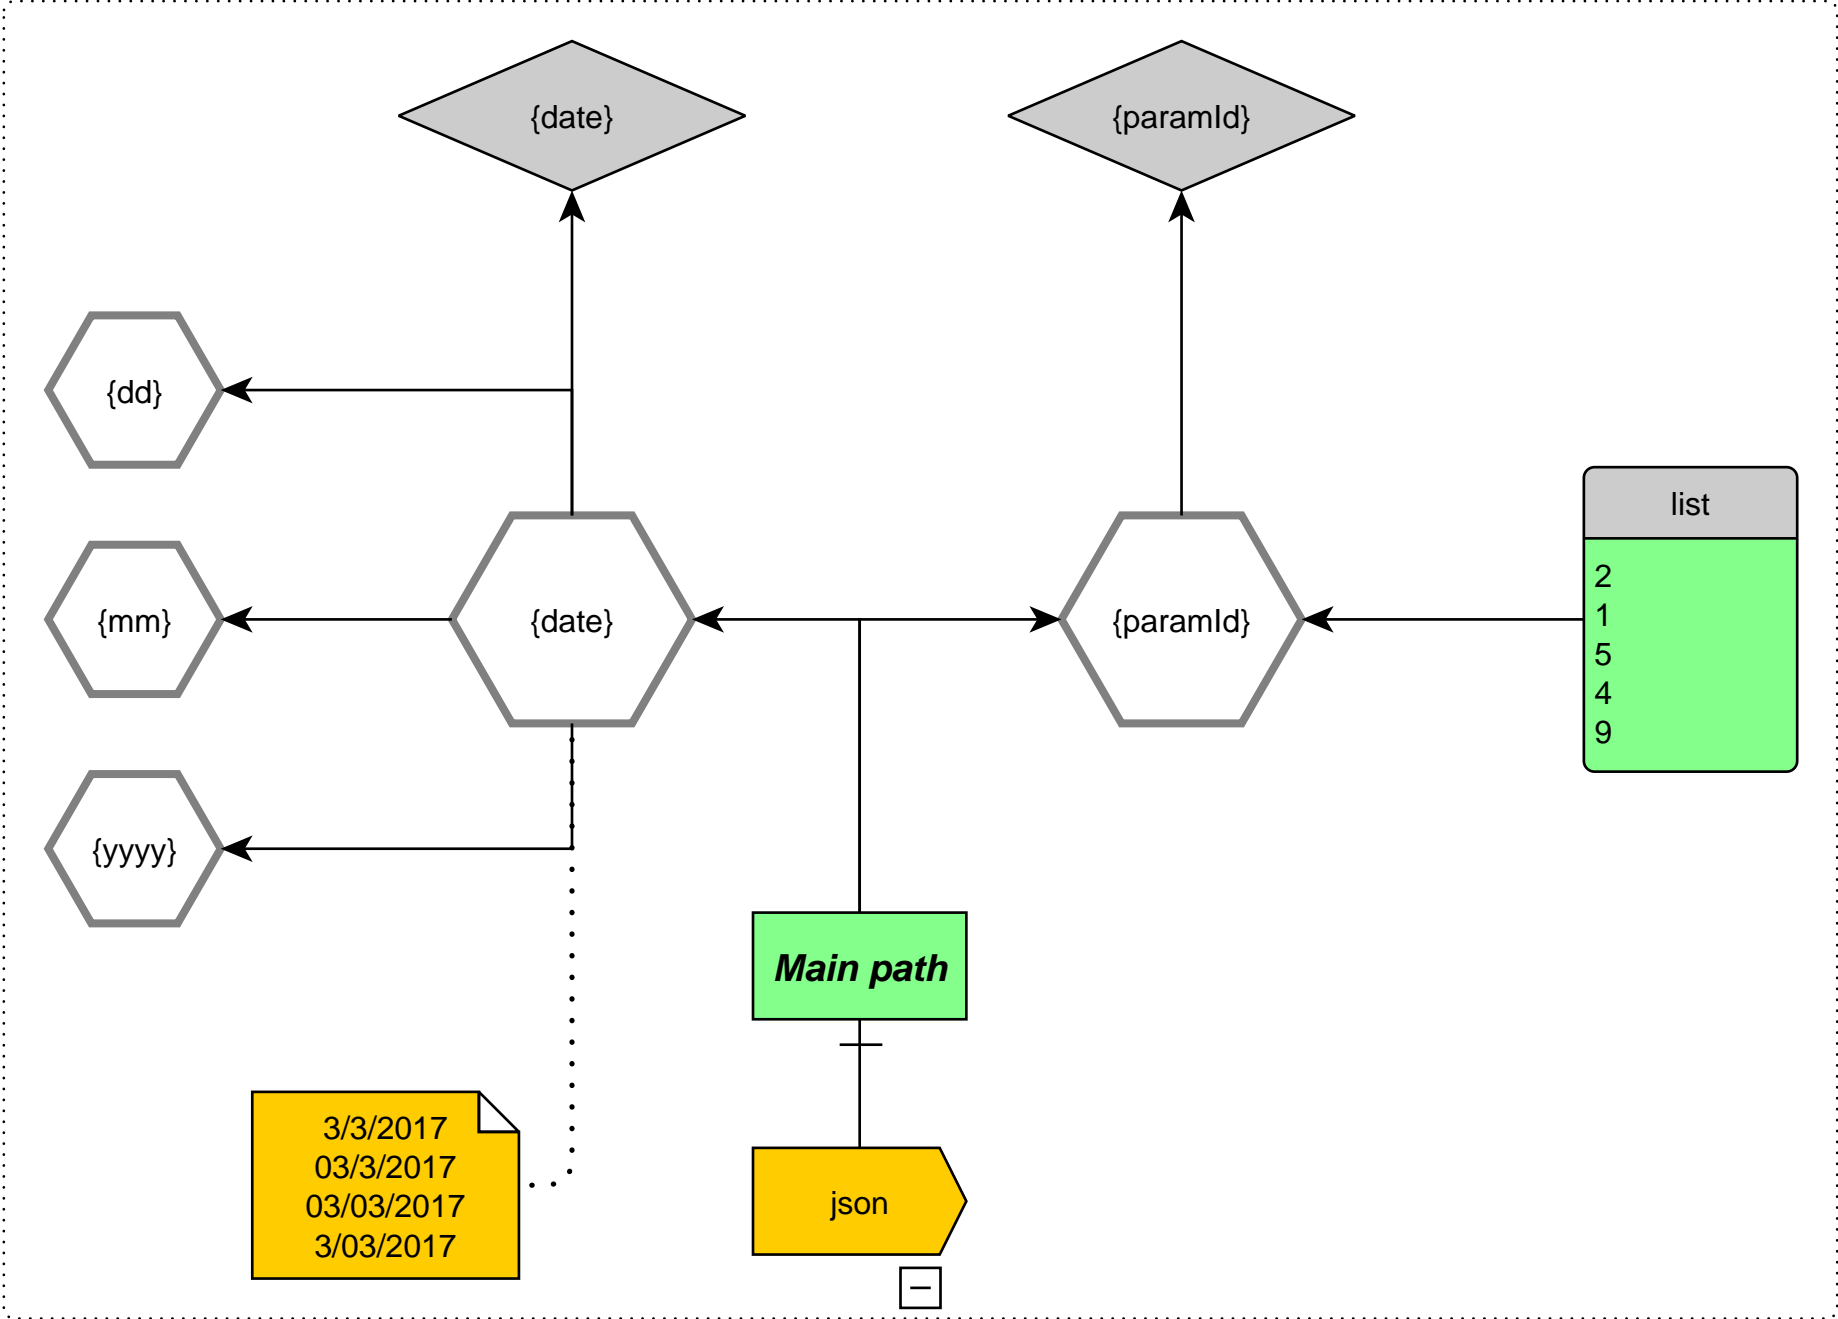 {date}
{paramId}
{dd}
list
2
1
5
4
9
{mm}
{date}
{paramId}
{yyyy}
Main path
3/3/2017
03/3/2017
03/03/2017
3/03/2017
json